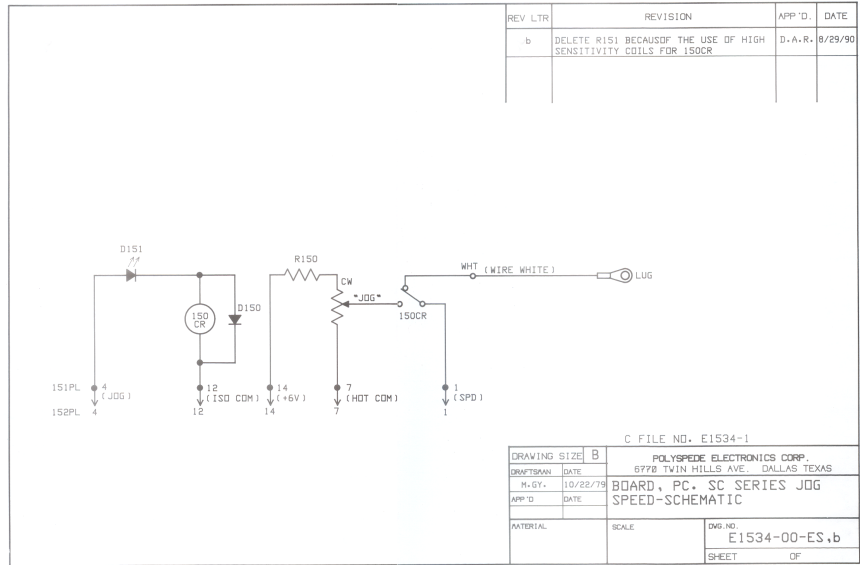 REV LTR REVISION APP'D. DATE
b DELETE R151 BECAUSOF THE USE OF HIGH D.A.R. 8/29/90
SENSITIVITY COILS FOR 150CR
D151
R150
CW
WHT (WIRE WHITE)
LUG
"JOG"
150
CR
D150
150CR
151PL 4 12 14 7 1
(JOG) (ISO COM) (+6V) (HOT COM) (SPD)
152PL 4 12 14 7 1
C FILE NO. E1534-1
DRAWING SIZE B POLYSPEDE ELECTRONICS CORP.
6770 TWIN HILLS AVE. DALLAS TEXAS
DRAFTSMAN DATE
M.GY. 10/22/79 BOARD, PC. SC SERIES JOG
APP'D DATE SPEED-SCHEMATIC
MATERIAL SCALE DWG.NO.
E1534-00-ES,b
SHEET OF